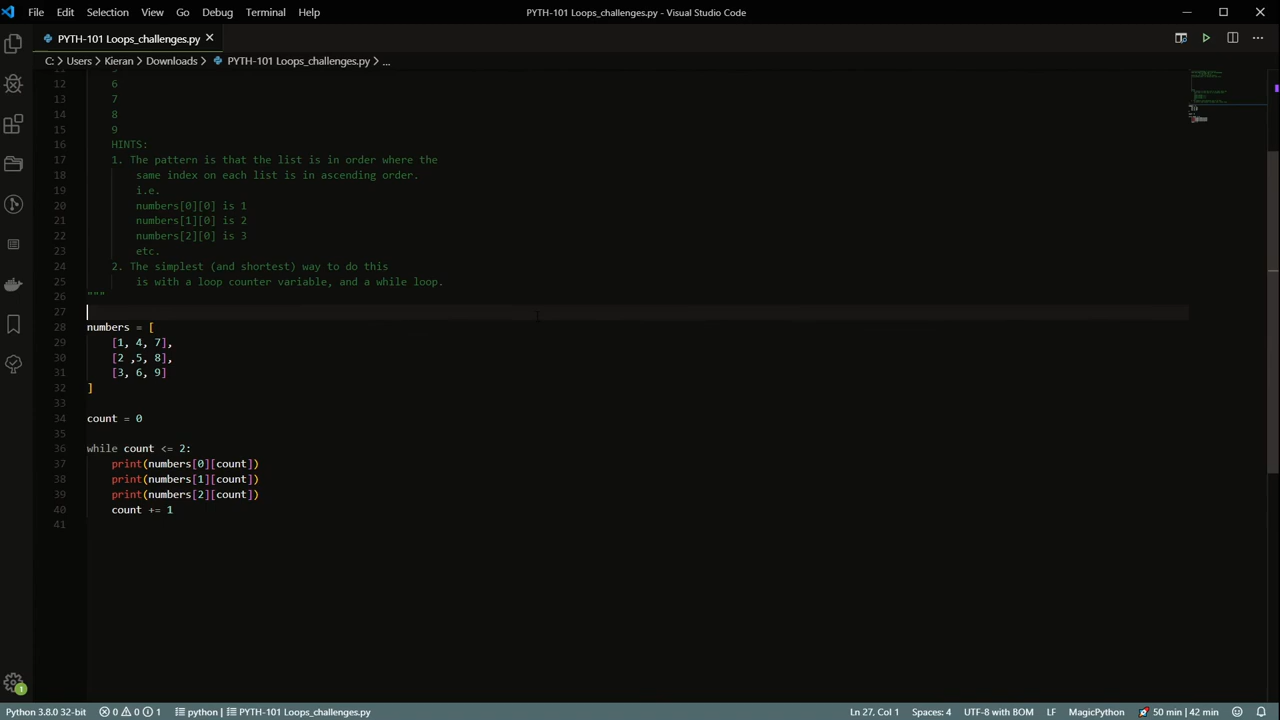 File Edit Selection View Go Debug Terminal Help PYTH-101 Loops_challenges.py - Visual Studio Code
PYTH-101 Loops_challenges.py
C: > Users > Kieran > Downloads > PYTH-101 Loops_challenges.py > ...
12 6
13 7
14 8
15 9
16 HINTS:
17 1. The pattern is that the list is in order where the
18 same index on each list is in ascending order.
19 i.e.
20 numbers[0][0] is 1
21 numbers[1][0] is 2
22 numbers[2][0] is 3
23 etc.
24 2. The simplest (and shortest) way to do this
25 is with a loop counter variable, and a while loop.
26 """
27
28 numbers = [
29 [1, 4, 7],
30 [2 ,5, 8],
31 [3, 6, 9]
32 ]
33
34 count = 0
35
36 while count <= 2:
37 print(numbers[0][count])
38 print(numbers[1][count])
39 print(numbers[2][count])
40 count += 1
41
1
Python 3.8.0 32-bit 0 0 1 python | PYTH-101 Loops_challenges.py Ln 27, Col 1 Spaces: 4 UTF-8 with BOM LF MagicPython 50 min | 42 min